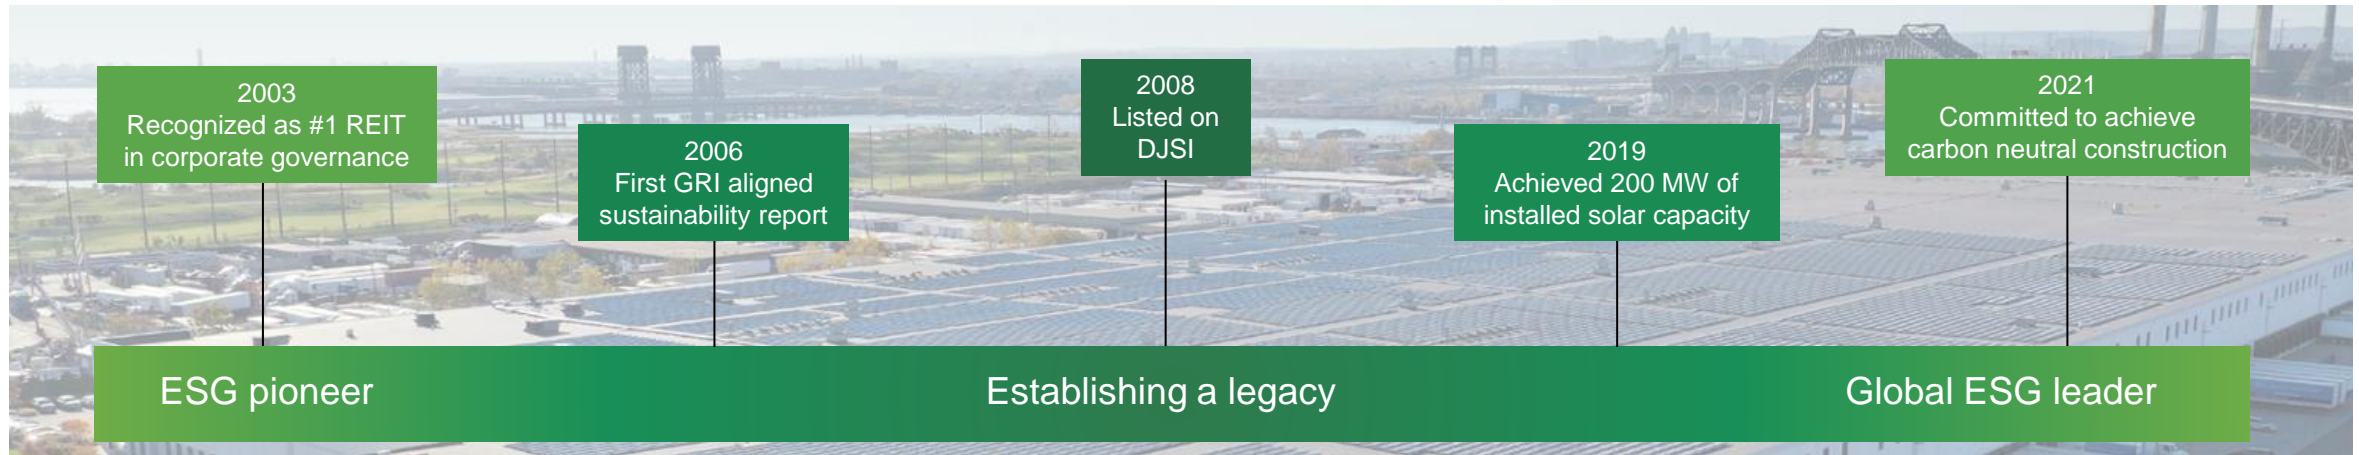 2003
Recognized as #1 REIT
in corporate governance
2006
First GRI aligned
sustainability report
2008
Listed on
DJSI
2019
Achieved 200 MW of
installed solar capacity
2021
Committed to achieve
carbon neutral construction
ESG pioneer
Establishing a legacy
Global ESG leader